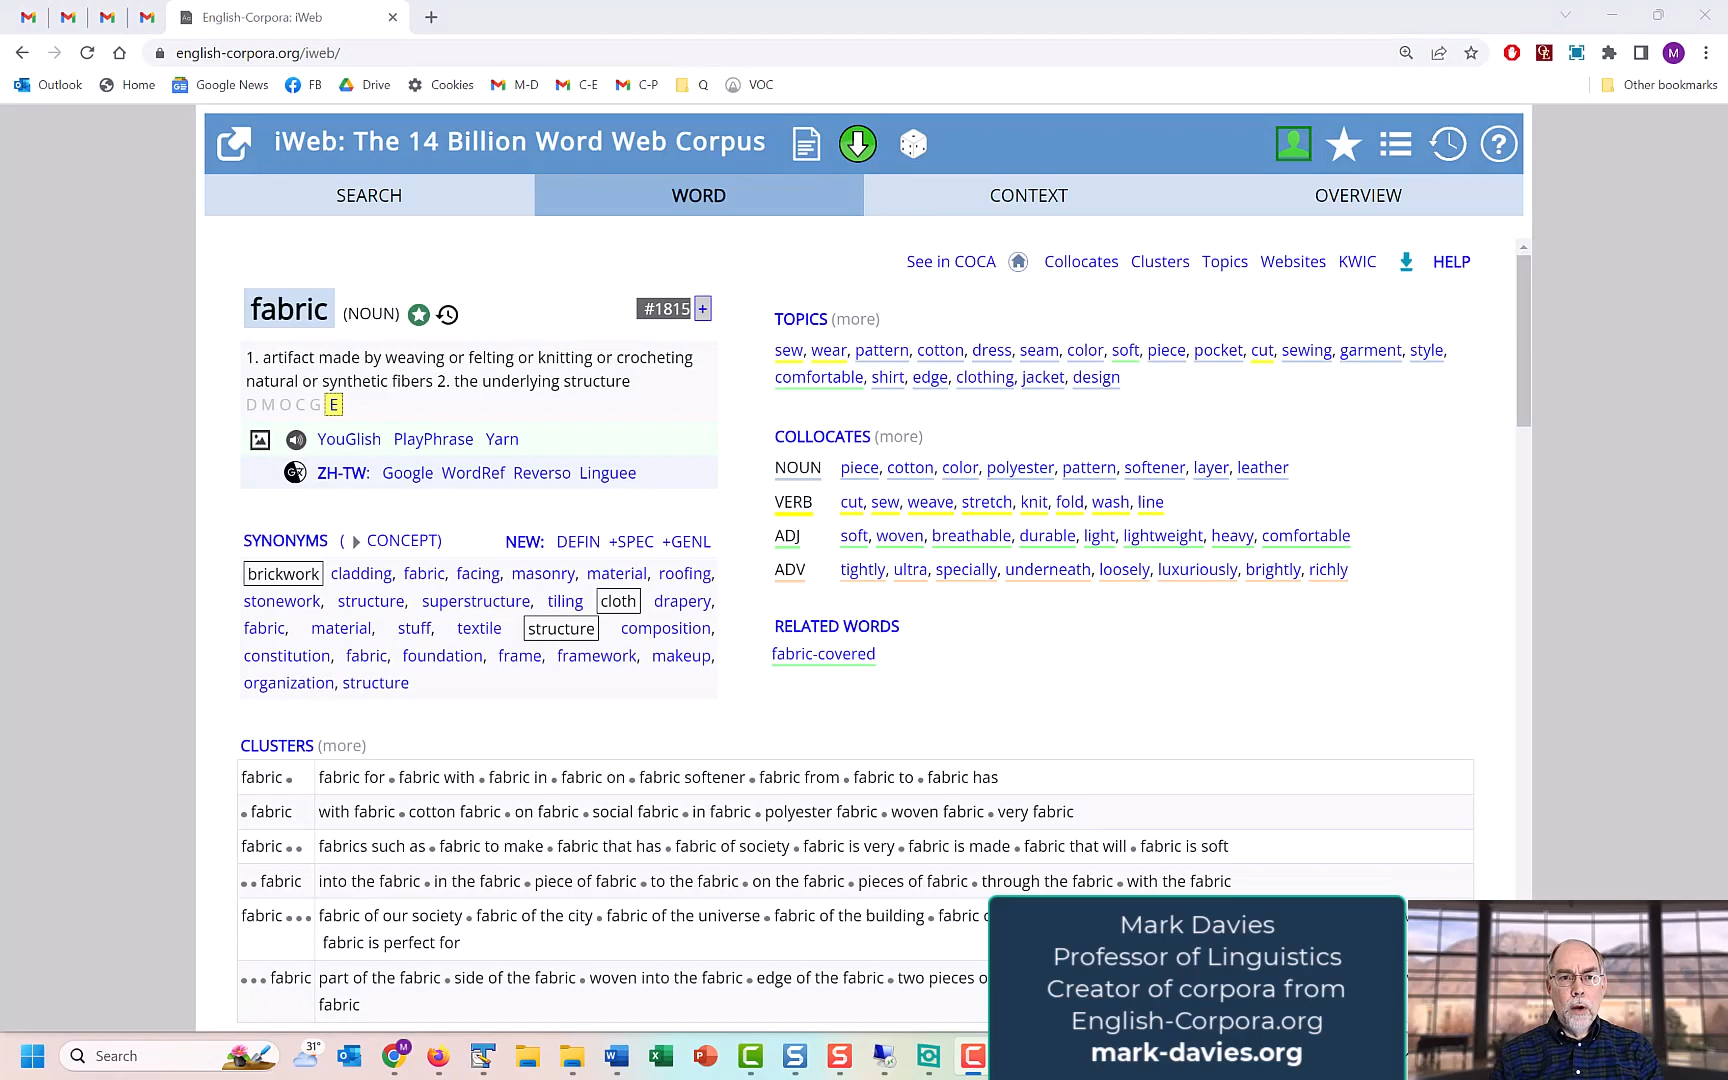 English-Corpora: iWeb
english-corpora.org/iweb/
M
Outlook Home Google News FB Drive Cookies M-D C-E C-P Q VOC Other bookmarks
iWeb: The 14 Billion Word Web Corpus
SEARCH WORD CONTEXT OVERVIEW
See in COCA Collocates Clusters Topics Websites KWIC HELP
fabric (NOUN) #1815 +
1. artifact made by weaving or felting or knitting or crocheting
natural or synthetic fibers 2. the underlying structure
D M O C G E
YouGlish PlayPhrase Yarn
ZH-TW: Google WordRef Reverso Linguee
SYNONYMS ( CONCEPT) NEW: DEFIN +SPEC +GENL
brickwork cladding, fabric, facing, masonry, material, roofing,
stonework, structure, superstructure, tiling cloth drapery,
fabric, material, stuff, textile structure composition,
constitution, fabric, foundation, frame, framework, makeup,
organization, structure
TOPICS (more)
sew, wear, pattern, cotton, dress, seam, color, soft, piece, pocket, cut, sewing, garment, style,
comfortable, shirt, edge, clothing, jacket, design
COLLOCATES (more)
NOUN piece, cotton, color, polyester, pattern, softener, layer, leather
VERB cut, sew, weave, stretch, knit, fold, wash, line
ADJ soft, woven, breathable, durable, light, lightweight, heavy, comfortable
ADV tightly, ultra, specially, underneath, loosely, luxuriously, brightly, richly
RELATED WORDS
fabric-covered
CLUSTERS (more)
fabric • fabric for • fabric with • fabric in • fabric on • fabric softener • fabric from • fabric to • fabric has
• fabric with fabric • cotton fabric • on fabric • social fabric • in fabric • polyester fabric • woven fabric • very fabric
fabric • • fabrics such as • fabric to make • fabric that has • fabric of society • fabric is very • fabric is made • fabric that will • fabric is soft
• • fabric into the fabric • in the fabric • piece of fabric • to the fabric • on the fabric • pieces of fabric • through the fabric • with the fabric
fabric • • • fabric of our society • fabric of the city • fabric of the universe • fabric of the building • fabric
fabric is perfect for
• • • fabric part of the fabric • side of the fabric • woven into the fabric • edge of the fabric • two pieces
fabric
Mark Davies
Professor of Linguistics
Creator of corpora from
English-Corpora.org
mark-davies.org
Search 31°